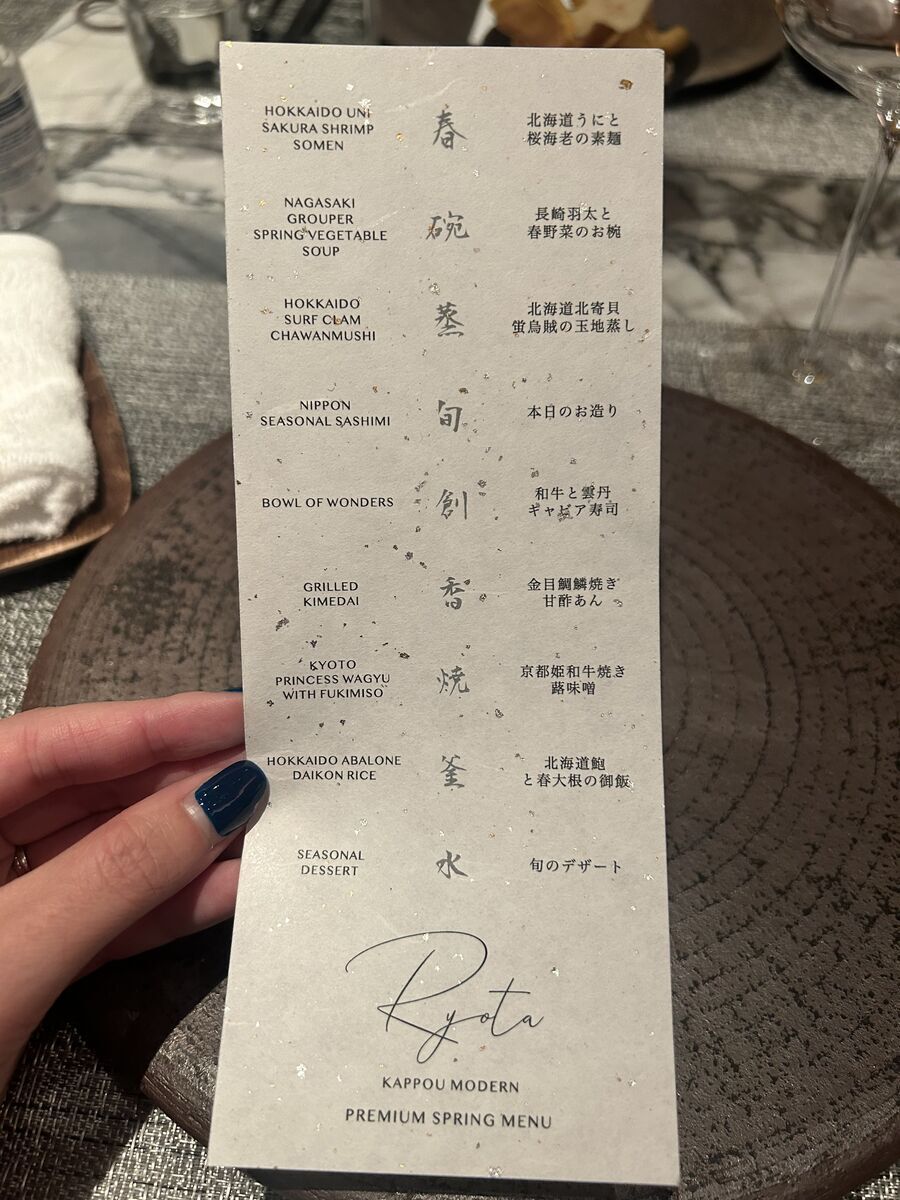 HOKKAIDO UNI
SAKURA SHRIMP
SOMEN
春
北海道うにと
桜海老の素麺
NAGASAKI
GROUPER
SPRING VEGETABLE
SOUP
碗
長崎羽太と
春野菜のお椀
HOKKAIDO
SURF CLAM
CHAWANMUSHI
蒸
北海道北寄貝
蛍烏賊の玉地蒸し
NIPPON
SEASONAL SASHIMI
旬
本日のお造り
BOWL OF WONDERS
創
和牛と雲丹
キャビア寿司
GRILLED
KIMEDAI
香
金目鯛鱗焼き
甘酢あん
KYOTO
PRINCESS WAGYU
WITH FUKIMISO
焼
京都姫和牛焼き
蕗味噌
HOKKAIDO ABALONE
DAIKON RICE
釜
北海道鮑
と春大根の御飯
SEASONAL
DESSERT
水
旬のデザート
Ryota
KAPPOU MODERN
PREMIUM SPRING MENU